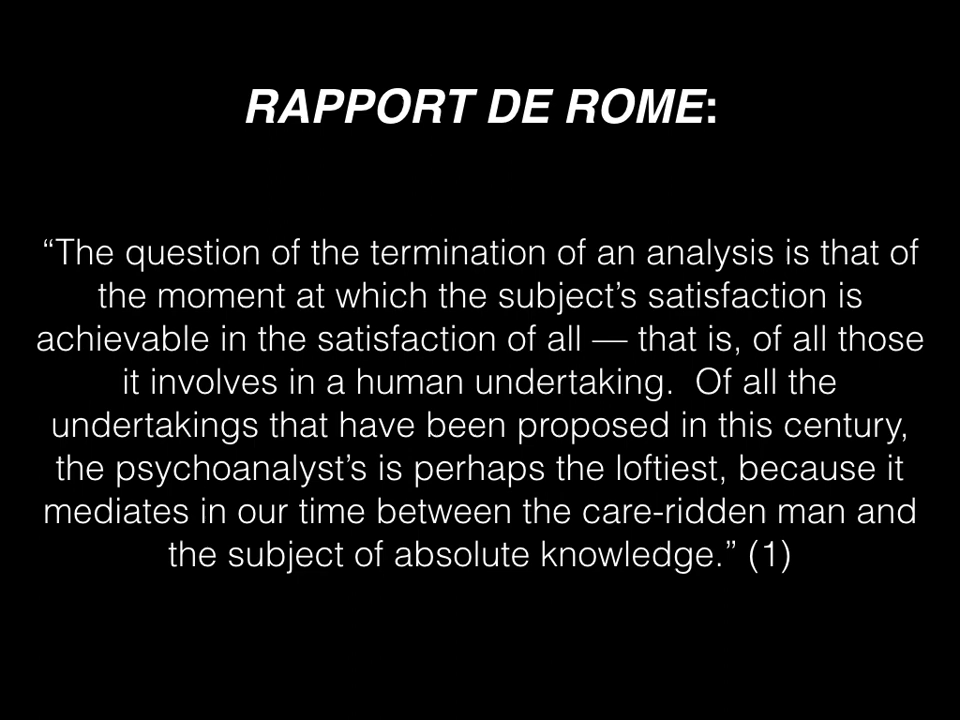 RAPPORT DE ROME:
“The question of the termination of an analysis is that of
the moment at which the subject’s satisfaction is
achievable in the satisfaction of all — that is, of all those
it involves in a human undertaking.  Of all the
undertakings that have been proposed in this century,
the psychoanalyst’s is perhaps the loftiest, because it
mediates in our time between the care-ridden man and
the subject of absolute knowledge.” (1)